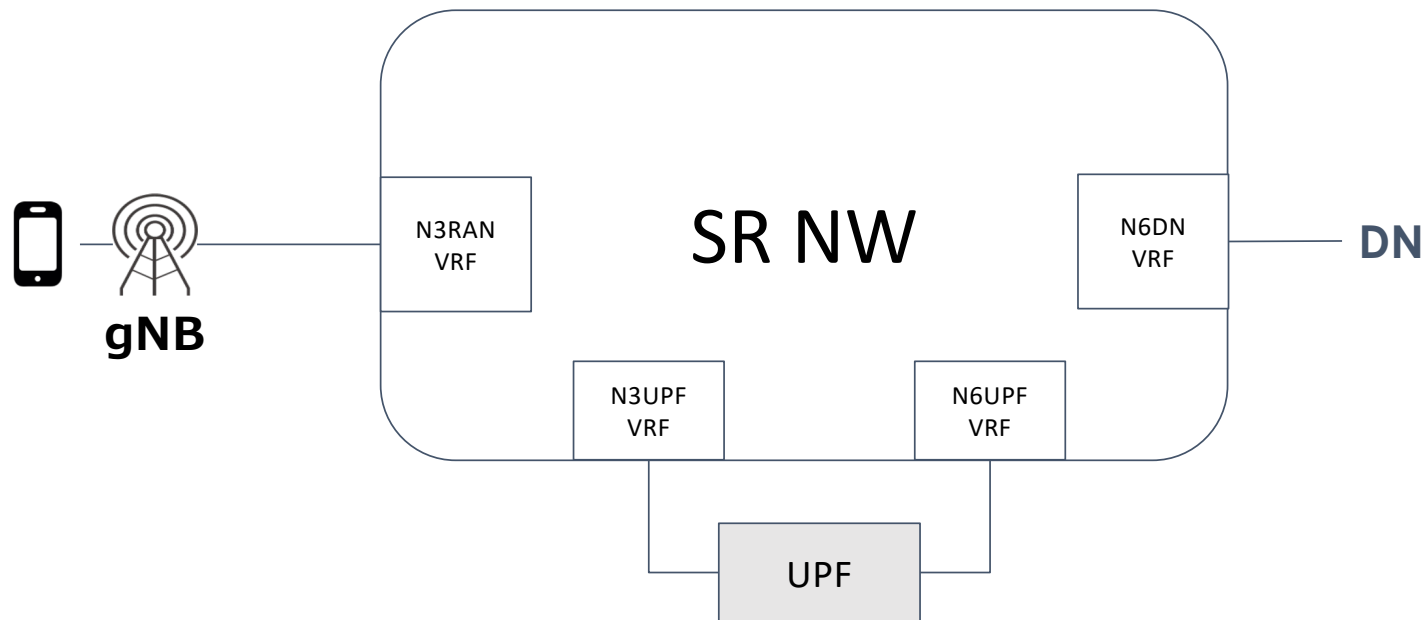 N3RAN
VRF
SR NW
N6DN
VRF
DN
gNB
N3UPF
VRF
N6UPF
VRF
UPF